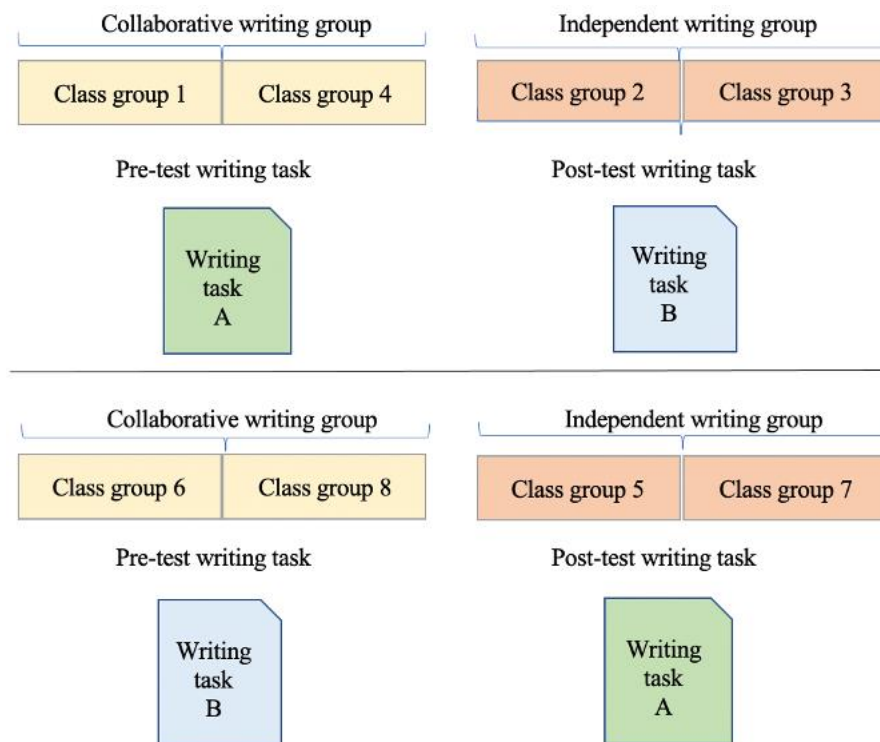 Collaborative writing group
Independent writing group
Class group 1
Class group 4
Class group 2
Class group 3
Pre-test writing task
Post-test writing task
Writing
task
A
Writing
task
B
Collaborative writing group
Independent writing group
Class group 6
Class group 8
Class group 5
Class group 7
Pre-test writing task
Post-test writing task
Writing
task
B
Writing
task
A